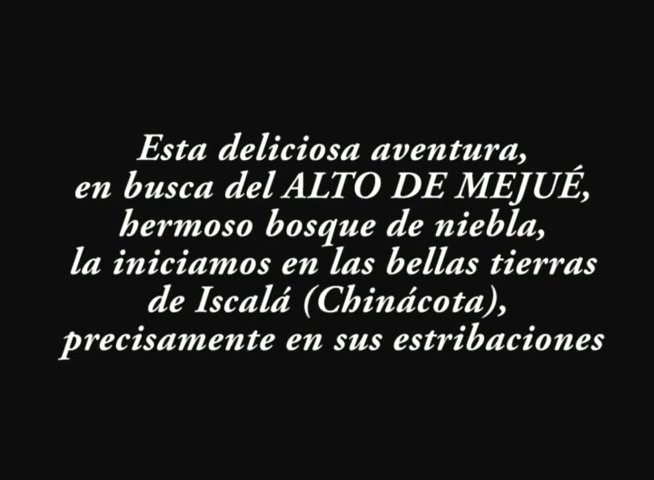 Esta deliciosa aventura,
en busca del ALTO DE MEJUÉ,
hermoso bosque de niebla,
la iniciamos en las bellas tierras
de Iscalá (Chinácota),
precisamente en sus estribaciones